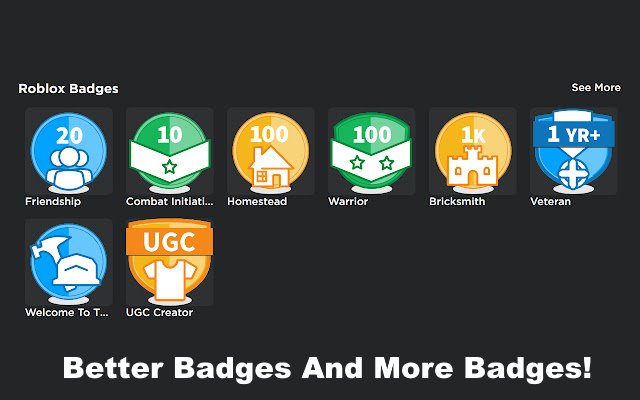 Roblox Badges See More
20 10 100 100 1K 1 YR+
Friendship Combat Initiati... Homestead Warrior Bricksmith Veteran
UGC
Welcome To T... UGC Creator
Better Badges And More Badges!